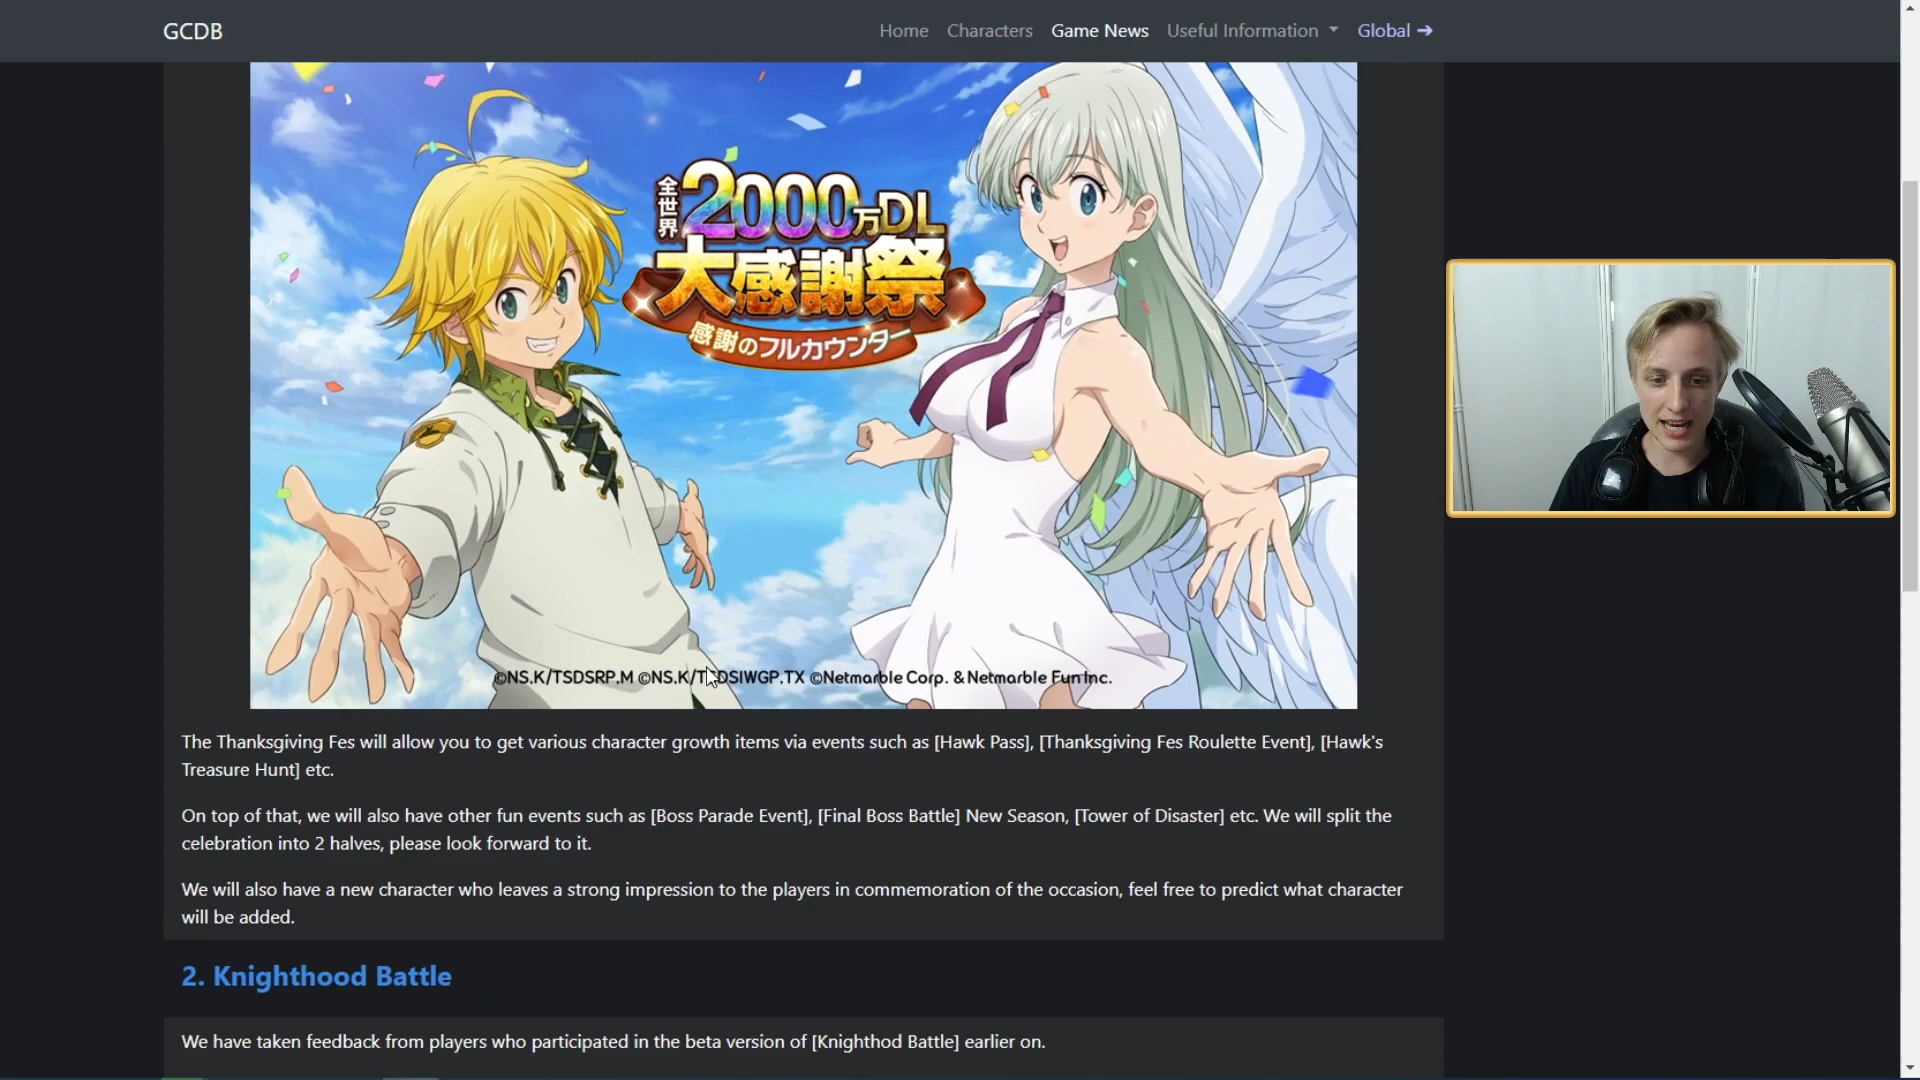 GCDB
Home Characters Game News Useful Information Global ➔
全世界 2000万DL
大感謝祭
感謝のフルカウンター
©NS,K/TSDSRP,M ©NS,K/TSDSIWGP,TX ©Netmarble Corp. & Netmarble Fun Inc.
The Thanksgiving Fes will allow you to get various character growth items via events such as [Hawk Pass], [Thanksgiving Fes Roulette Event], [Hawk's
Treasure Hunt] etc.
On top of that, we will also have other fun events such as [Boss Parade Event], [Final Boss Battle] New Season, [Tower of Disaster] etc. We will split the
celebration into 2 halves, please look forward to it.
We will also have a new character who leaves a strong impression to the players in commemoration of the occasion, feel free to predict what character
will be added.
2. Knighthood Battle
We have taken feedback from players who participated in the beta version of [Knighthod Battle] earlier on.